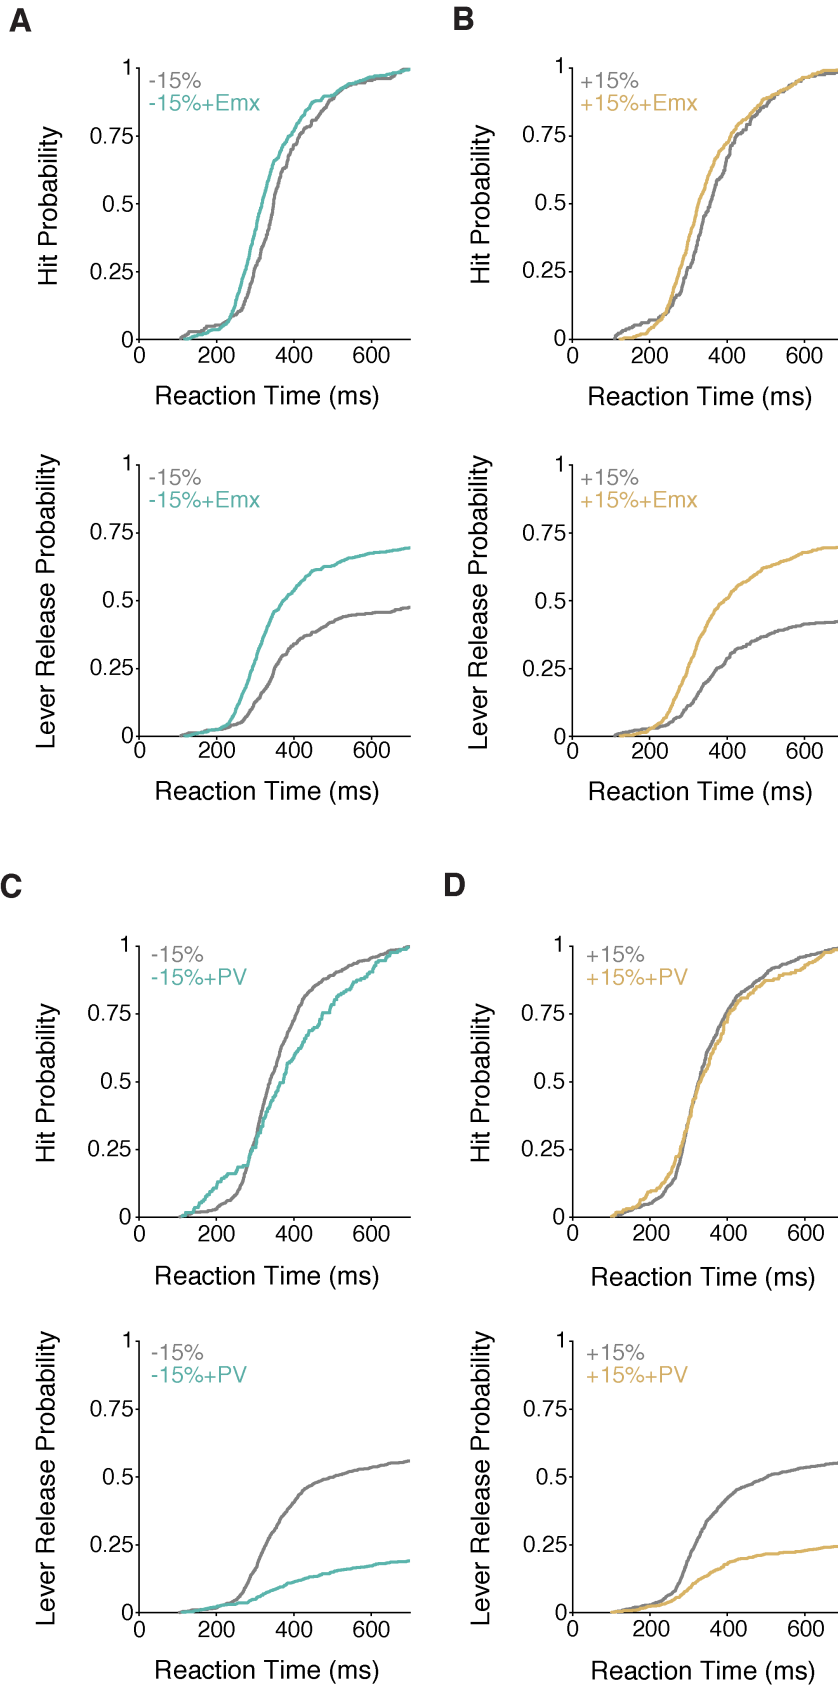 A
B
Hit Probability
1
0.75
0.5
0.25
0
-15%
-15%+Emx
0
200
400
600
Reaction Time (ms)
Hit Probability
1
0.75
0.5
0.25
0
+15%
+15%+Emx
0
200
400
600
Reaction Time (ms)
Lever Release Probability
1
0.75
0.5
0.25
0
-15%
-15%+Emx
0
200
400
600
Reaction Time (ms)
Lever Release Probability
1
0.75
0.5
0.25
0
+15%
+15%+Emx
0
200
400
600
Reaction Time (ms)
C
D
Hit Probability
1
0.75
0.5
0.25
0
-15%
-15%+PV
0
200
400
600
Reaction Time (ms)
Hit Probability
1
0.75
0.5
0.25
0
+15%
+15%+PV
0
200
400
600
Reaction Time (ms)
Lever Release Probability
1
0.75
0.5
0.25
0
-15%
-15%+PV
0
200
400
600
Reaction Time (ms)
Lever Release Probability
1
0.75
0.5
0.25
0
+15%
+15%+PV
0
200
400
600
Reaction Time (ms)